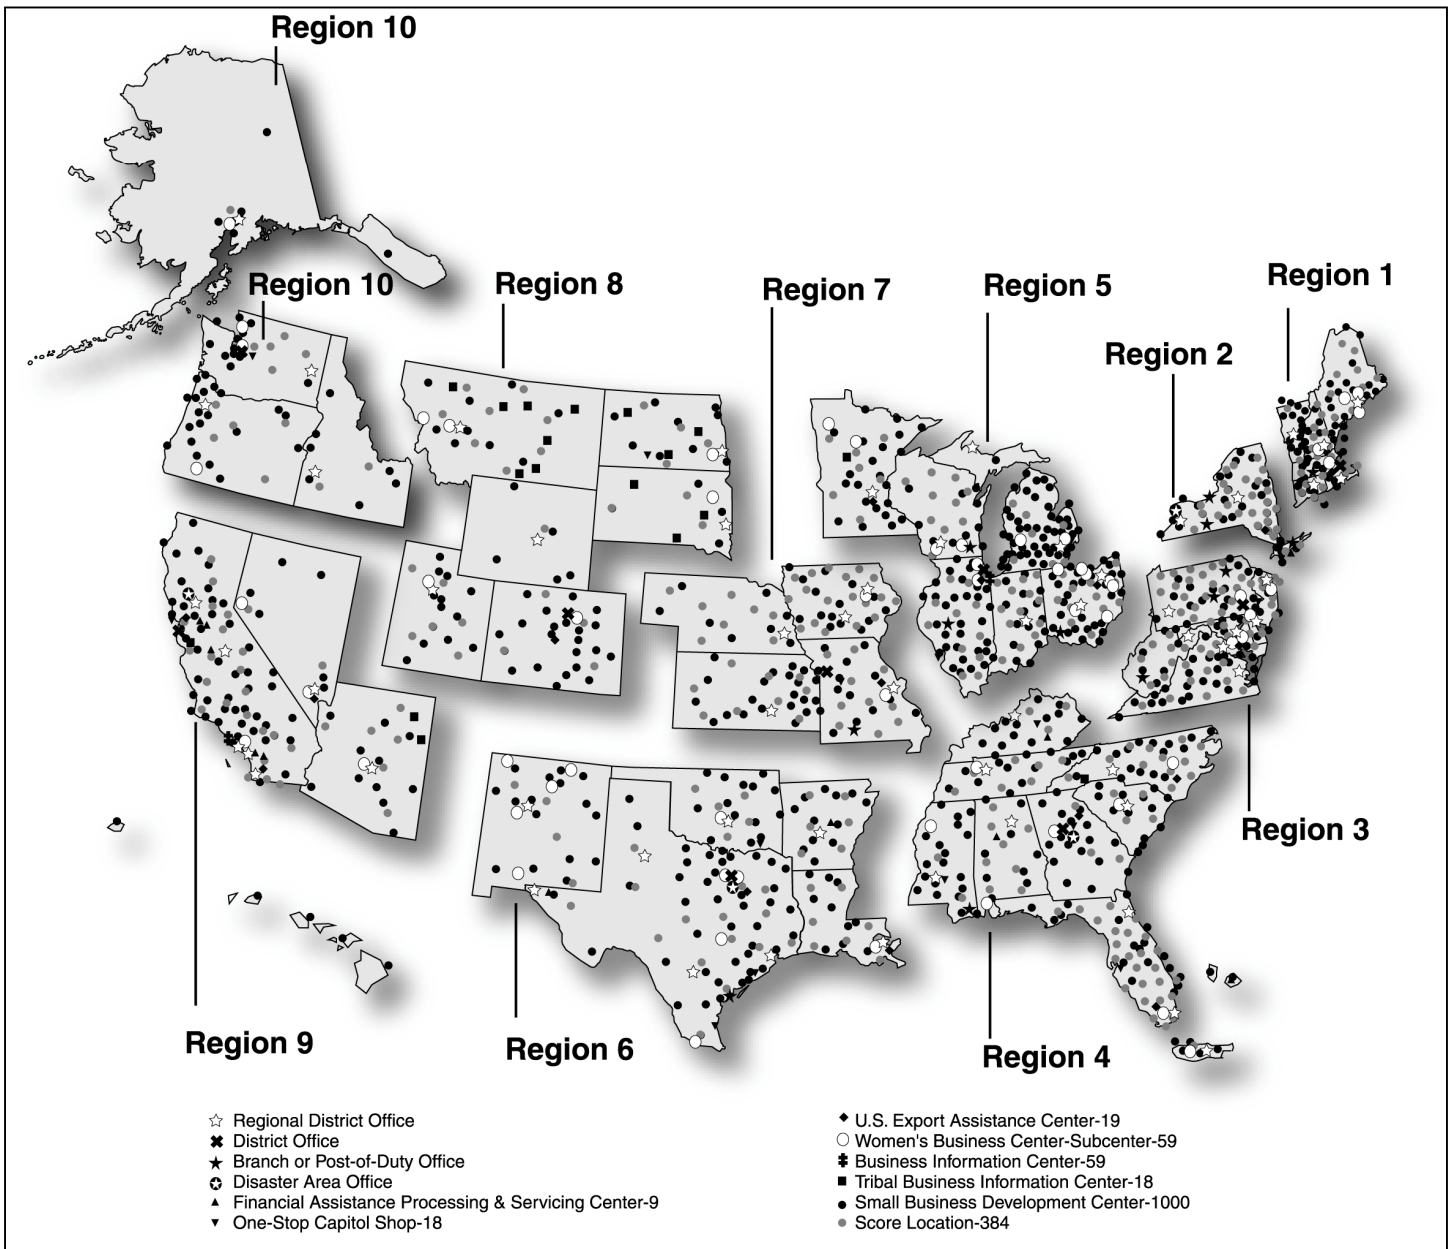 Region 10
Region 10
Region 8
Region 7
Region 5
Region 1
Region 2
Region 3
Region 9
Region 6
Region 4
Regional District Office
District Office
Branch or Post-of-Duty Office
Disaster Area Office
Financial Assistance Processing & Servicing Center-9
One-Stop Capitol Shop-18
U.S. Export Assistance Center-19
Women's Business Center-Subcenter-59
Business Information Center-59
Tribal Business Information Center-18
Small Business Development Center-1000
Score Location-384